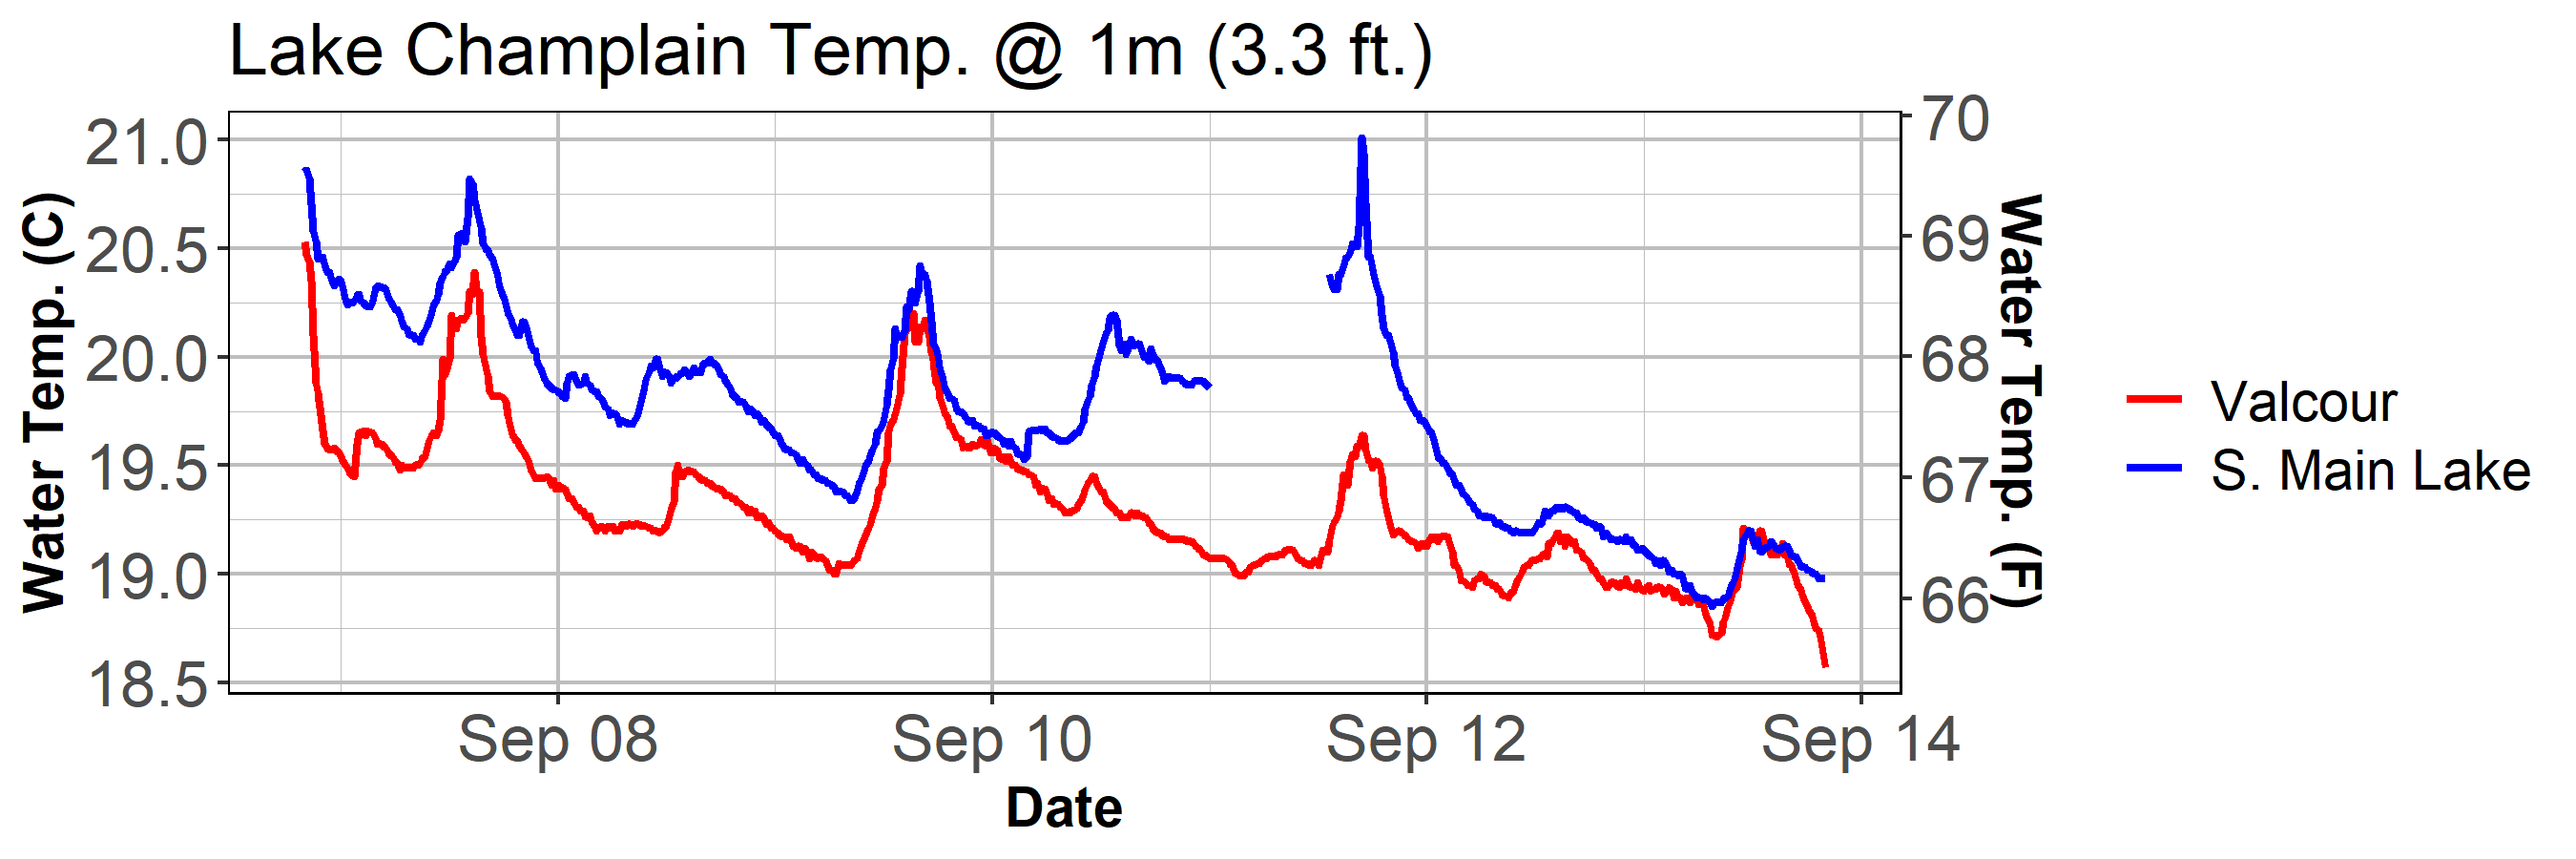 Lake Champlain Temp. @ 1m (3.3 ft.)
Water Temp. (C)
21.0
20.5
20.0
19.5
19.0
18.5
70
69
68
67
66
Water Temp. (F)
Sep 08
Sep 10
Sep 12
Sep 14
Date
Valcour
S. Main Lake